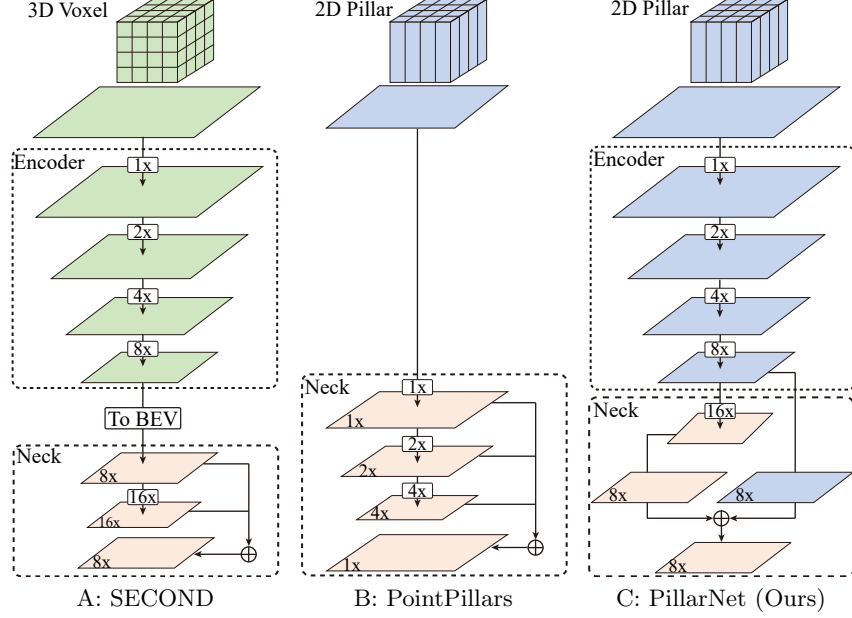 3D Voxel
Encoder
1x
2x
4x
8x
To BEV
Neck
8x
16x
16x
8x
A: SECOND
2D Pillar
Neck
1x
1x
2x
2x
4x
4x
1x
B: PointPillars
2D Pillar
Encoder
1x
2x
4x
8x
Neck
16x
8x
8x
8x
C: PillarNet (Ours)